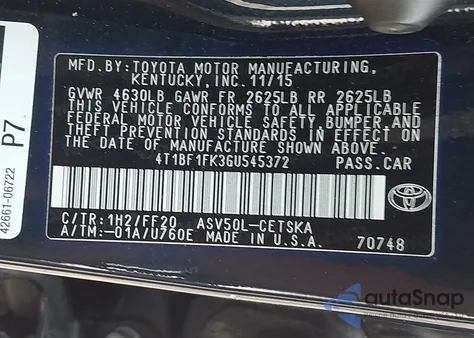 MFD. BY: TOYOTA MOTOR MANUFACTURING,
KENTUCKY, INC. 11/15
GVWR 4630LB GAWR FR 2625LB RR 2625LB
THIS VEHICLE CONFORMS TO ALL APPLICABLE
FEDERAL MOTOR VEHICLE SAFETY, BUMPER, AND
THEFT PREVENTION STANDARDS IN EFFECT ON
THE DATE OF MANUFACTURE SHOWN ABOVE.
4T1BF1FK3GU545372 PASS. CAR
C/TR: 1H2/FF20 ASV50L-CETSKA
A/TM: -01A/U760E MADE IN U.S.A. 70748
TOYOTA
42661-06722 P7
autoSnap